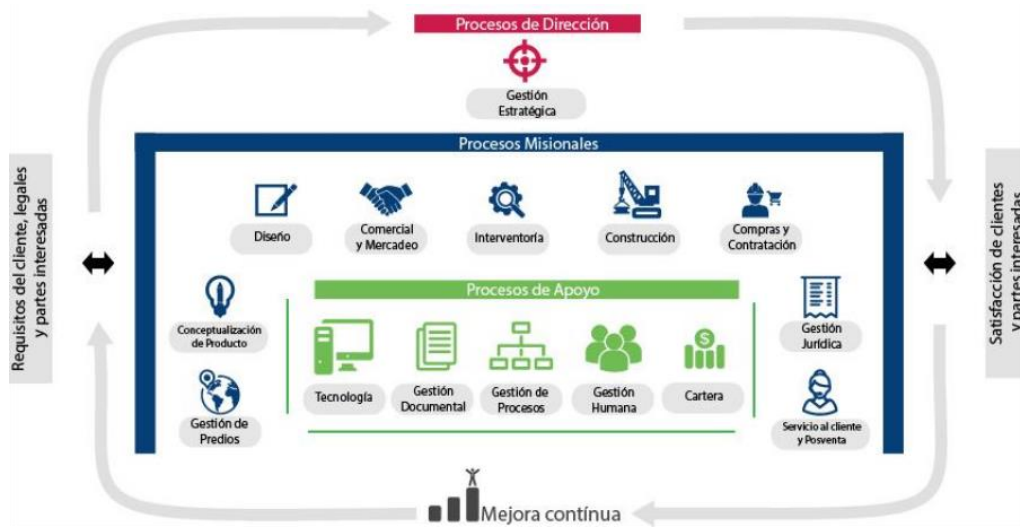 Procesos de Dirección
Gestión
Estratégica
Requisitos del cliente, legales
y partes interesadas
Procesos Misionales
Diseño
Comercial
y Mercadeo
Interventoría
Construcción
Compras y
Contratación
Conceptualización
de Producto
Gestión de
Predios
Procesos de Apoyo
Tecnología
Gestión
Documental
Gestión de
Procesos
Gestión
Humana
Cartera
Gestión
Jurídica
Servicio al cliente
y Posventa
Satisfacción de clientes
y partes interesadas
Mejora contínua